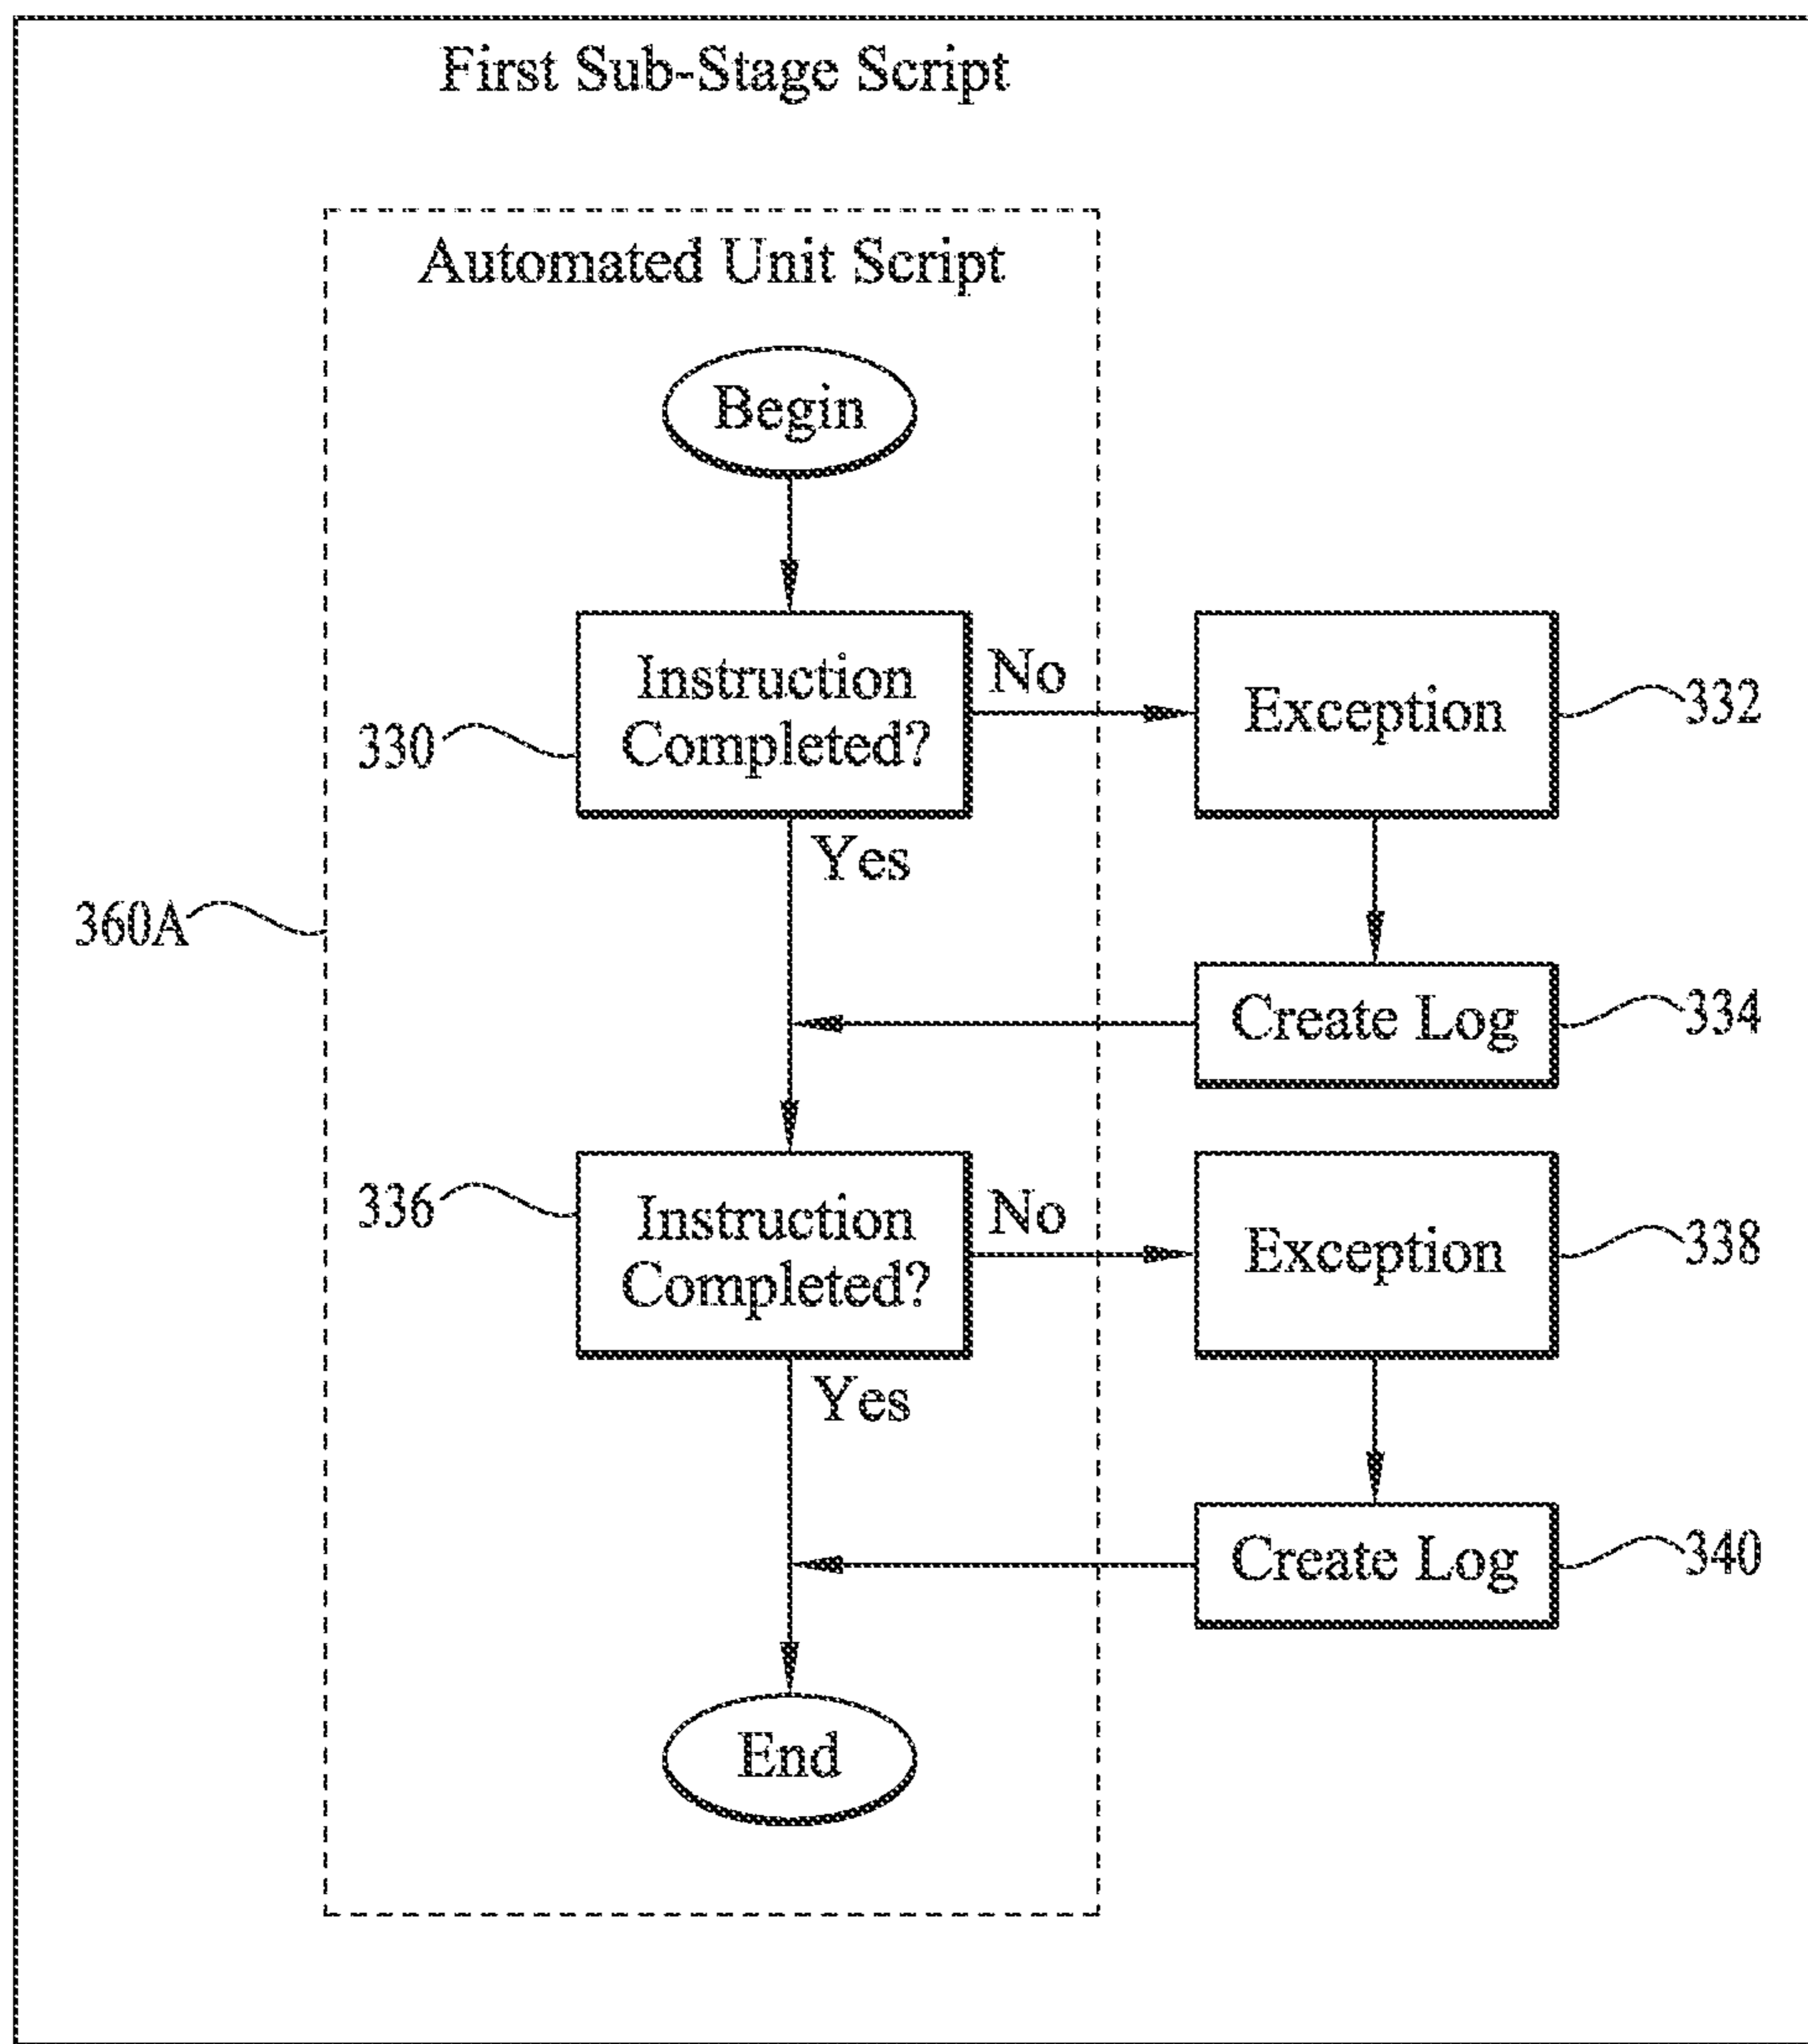 First Sub-Stage Script
Automated Unit Script
Begin
Instruction
Completed?
No
Exception
330
332
Yes
360A
Create Log
334
336
Instruction
Completed?
No
Exception
338
Yes
Create Log
340
End